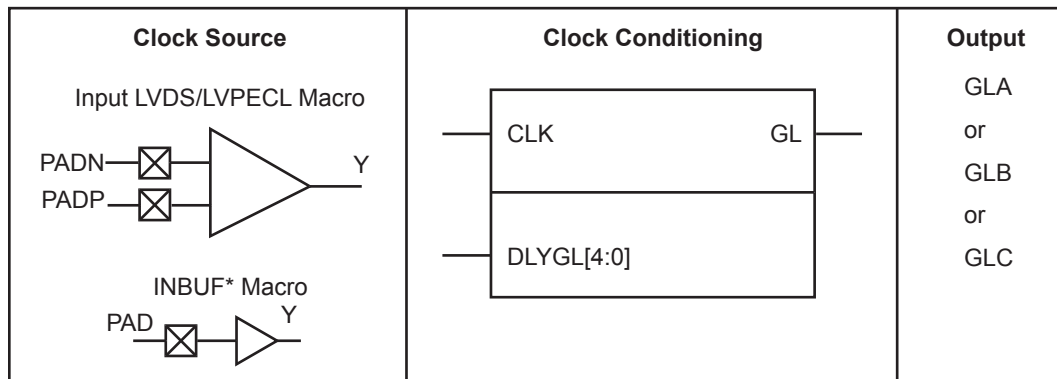 Clock Source
Input LVDS/LVPECL Macro
PADN
PADP
Y
INBUF* Macro
PAD
Y
Clock Conditioning
CLK
GL
DLYGL[4:0]
Output
GLA
or
GLB
or
GLC